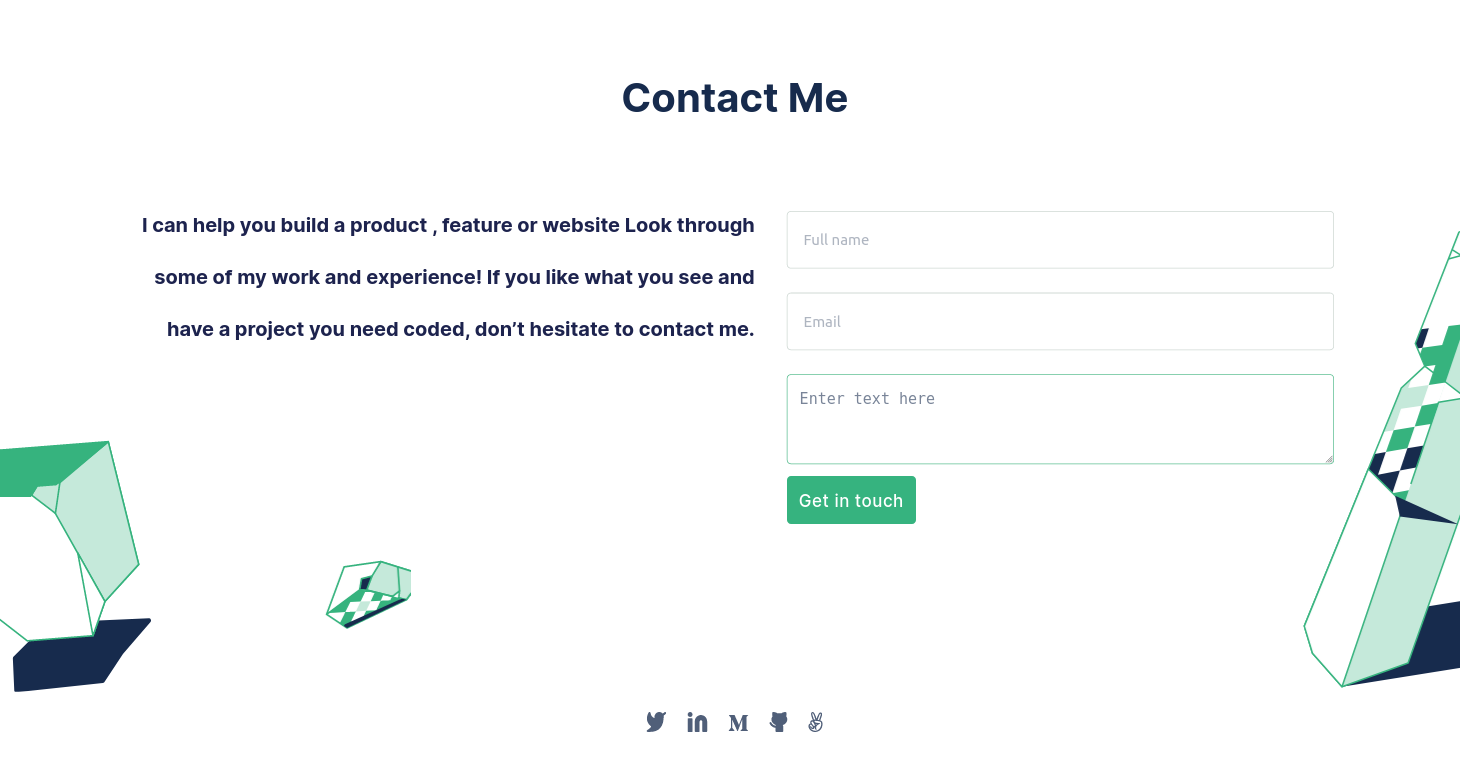 Contact Me
I can help you build a product , feature or website Look through
some of my work and experience! If you like what you see and
have a project you need coded, don’t hesitate to contact me.
Full name
Email
Enter text here
Get in touch